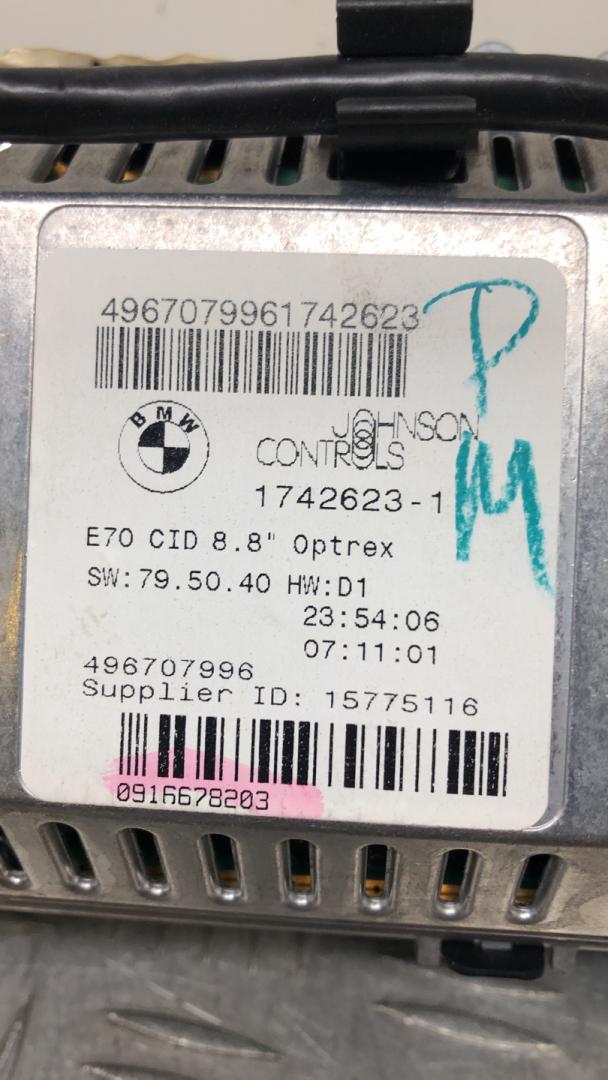 4967079961742623
BMW
JOHNSON
CONTROLS
1742623-1
E70 CID 8.8" Optrex
SW:79.50.40 HW:D1
23:54:06
07:11:01
496707996
Supplier ID: 15775116
0916678203
PM